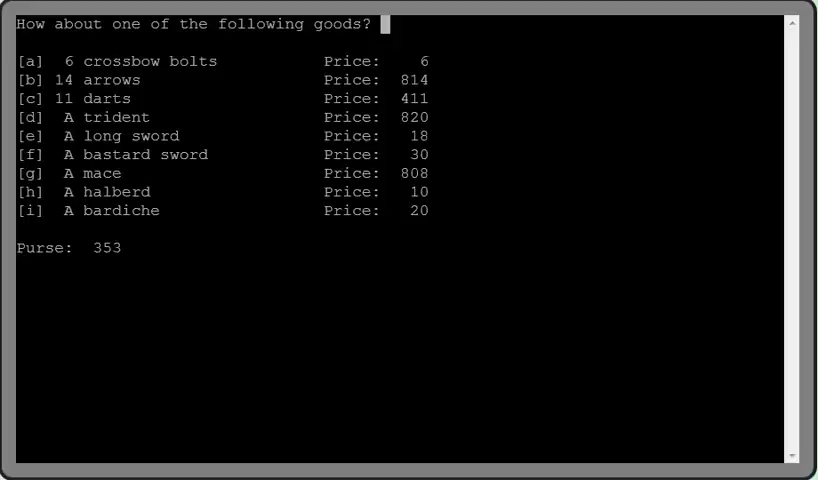 How about one of the following goods?
[a]  6 crossbow bolts           Price:    6
[b] 14 arrows                   Price:  814
[c] 11 darts                    Price:  411
[d]  A trident                  Price:  820
[e]  A long sword               Price:   18
[f]  A bastard sword            Price:   30
[g]  A mace                     Price:  808
[h]  A halberd                  Price:   10
[i]  A bardiche                 Price:   20
Purse:  353